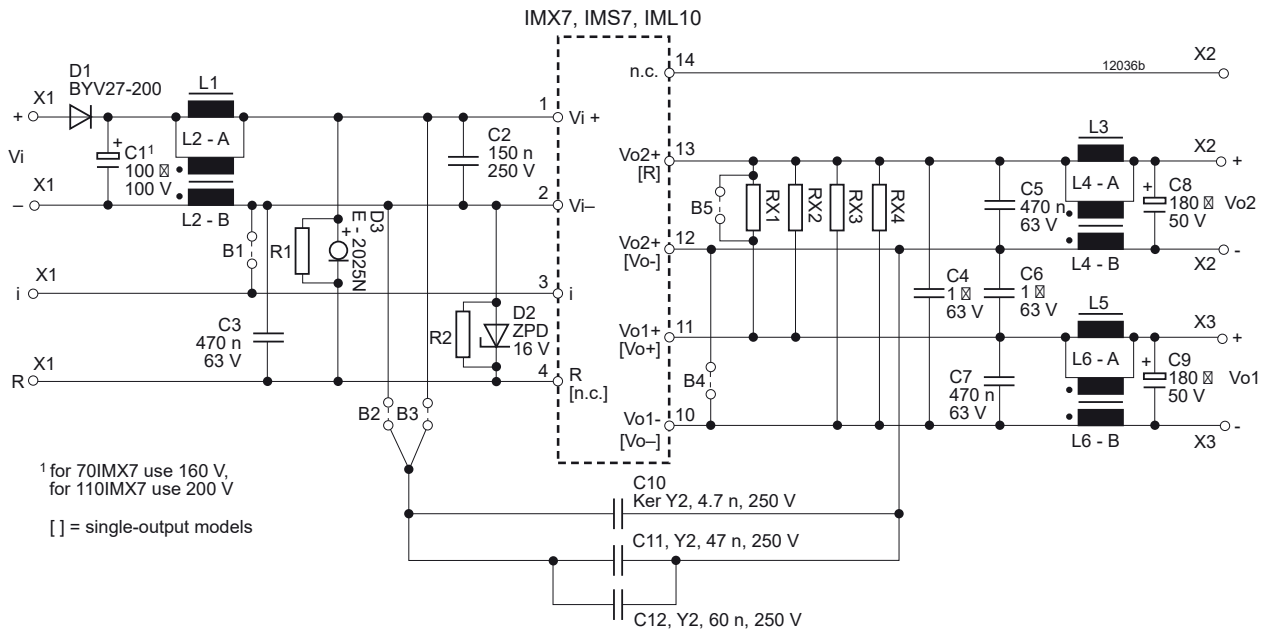 IMX7, IMS7, IML10
14
n.c.
12036b
X2
D1
BYV27-200
L1
X1
+
1
Vi +
L2 - A
+
C1¹
100
100 V
Vi
C2
150 n
250 V
X1
–
L2 - B
2
Vi–
B1
R1
+
D3
E - 2025N
X1
i
3
i
C3
470 n
63 V
R2
D2
ZPD
16 V
X1
R
4
R
[n.c.]
B2
B3
13
Vo2+
[R]
L3
X2
+
B5
RX1
RX2
RX3
RX4
C5
470 n
63 V
L4 - A
+
C8
180
50 V
Vo2
12
Vo2+
[Vo-]
L4 - B
-
X2
C4
1
63 V
C6
1
63 V
11
Vo1+
[Vo+]
L5
X3
+
B4
C7
470 n
63 V
L6 - A
+
C9
180
50 V
Vo1
10
Vo1-
[Vo–]
L6 - B
-
X3
¹ for 70IMX7 use 160 V,
for 110IMX7 use 200 V
[ ] = single-output models
C10
Ker Y2, 4.7 n, 250 V
C11, Y2, 47 n, 250 V
C12, Y2, 60 n, 250 V